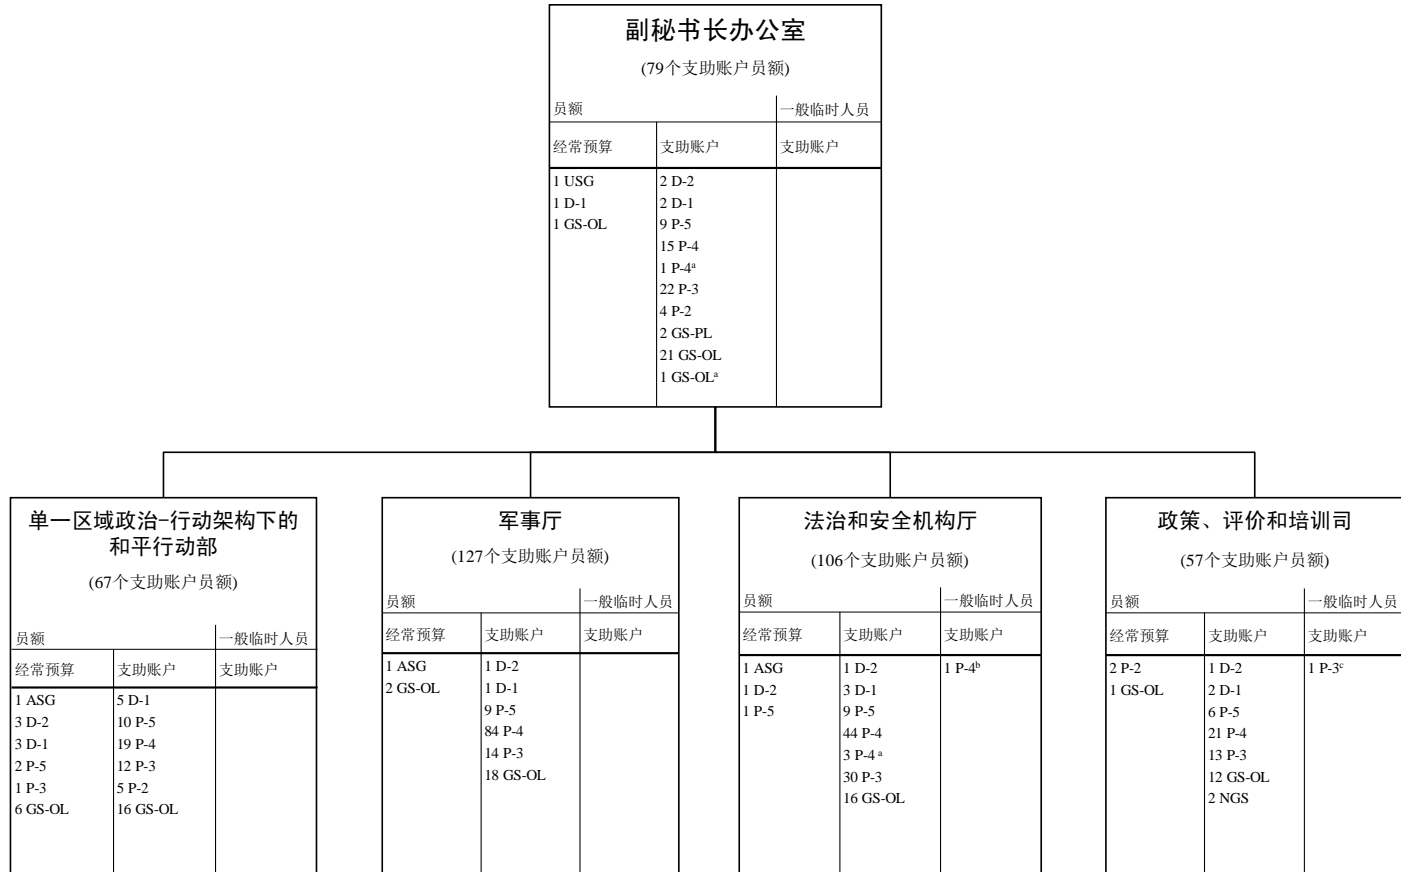 副秘书长办公室
(79个支助账户员额)
员额 一般临时人员
经常预算 支助账户 支助账户
1 USG 2 D-2
1 D-1 2 D-1
1 GS-OL 9 P-5
15 P-4
1 P-4ᵃ
22 P-3
4 P-2
2 GS-PL
21 GS-OL
1 GS-OLᵃ
单一区域政治-行动架构下的
和平行动部
(67个支助账户员额)
员额 一般临时人员
经常预算 支助账户 支助账户
1 ASG 5 D-1
3 D-2 10 P-5
3 D-1 19 P-4
2 P-5 12 P-3
1 P-3 5 P-2
6 GS-OL 16 GS-OL
军事厅
(127个支助账户员额)
员额 一般临时人员
经常预算 支助账户 支助账户
1 ASG 1 D-2
2 GS-OL 1 D-1
9 P-5
84 P-4
14 P-3
18 GS-OL
法治和安全机构厅
(106个支助账户员额)
员额 一般临时人员
经常预算 支助账户 支助账户
1 ASG 1 D-2 1 P-4ᵇ
1 D-2 3 D-1
1 P-5 9 P-5
44 P-4
3 P-4 ᵃ
30 P-3
16 GS-OL
政策、评价和培训司
(57个支助账户员额)
员额 一般临时人员
经常预算 支助账户 支助账户
2 P-2 1 D-2 1 P-3ᶜ
1 GS-OL 2 D-1
6 P-5
21 P-4
13 P-3
12 GS-OL
2 NGS